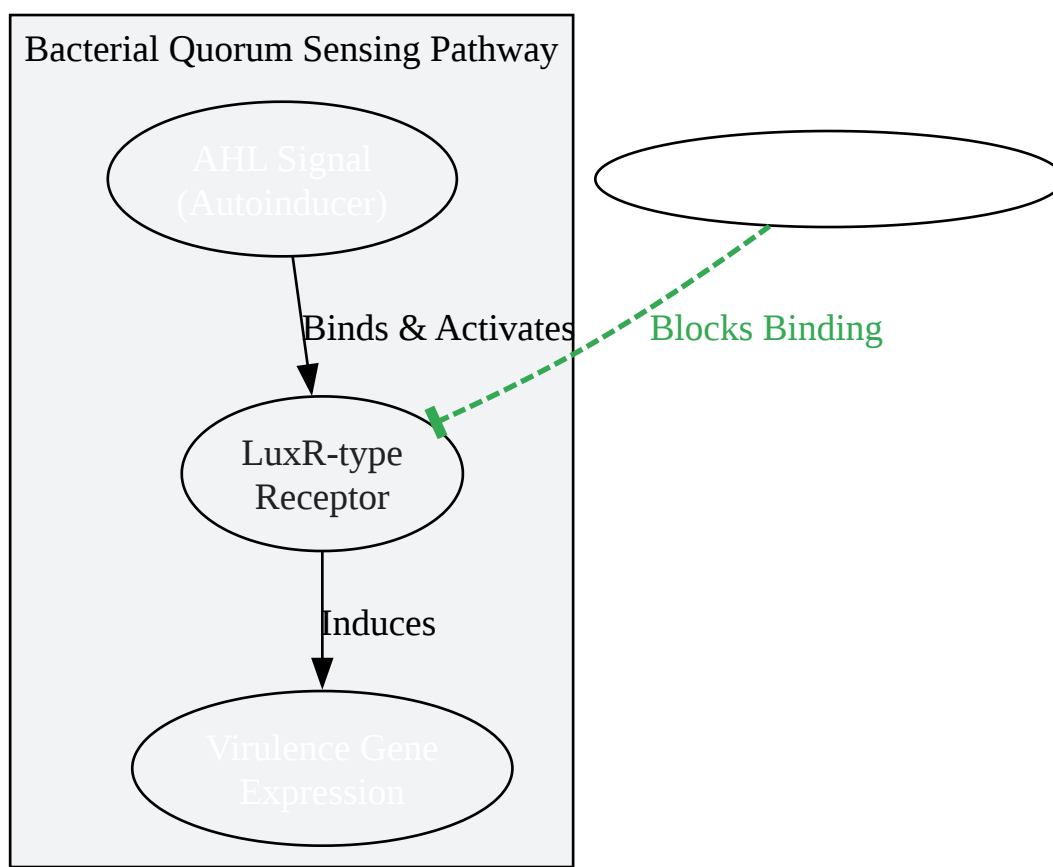 Bacterial Quorum Sensing Pathway
AHL Signal
(Autoinducer)
Binds & Activates
Blocks Binding
LuxR-type
Receptor
Induces
Virulence Gene
Expression